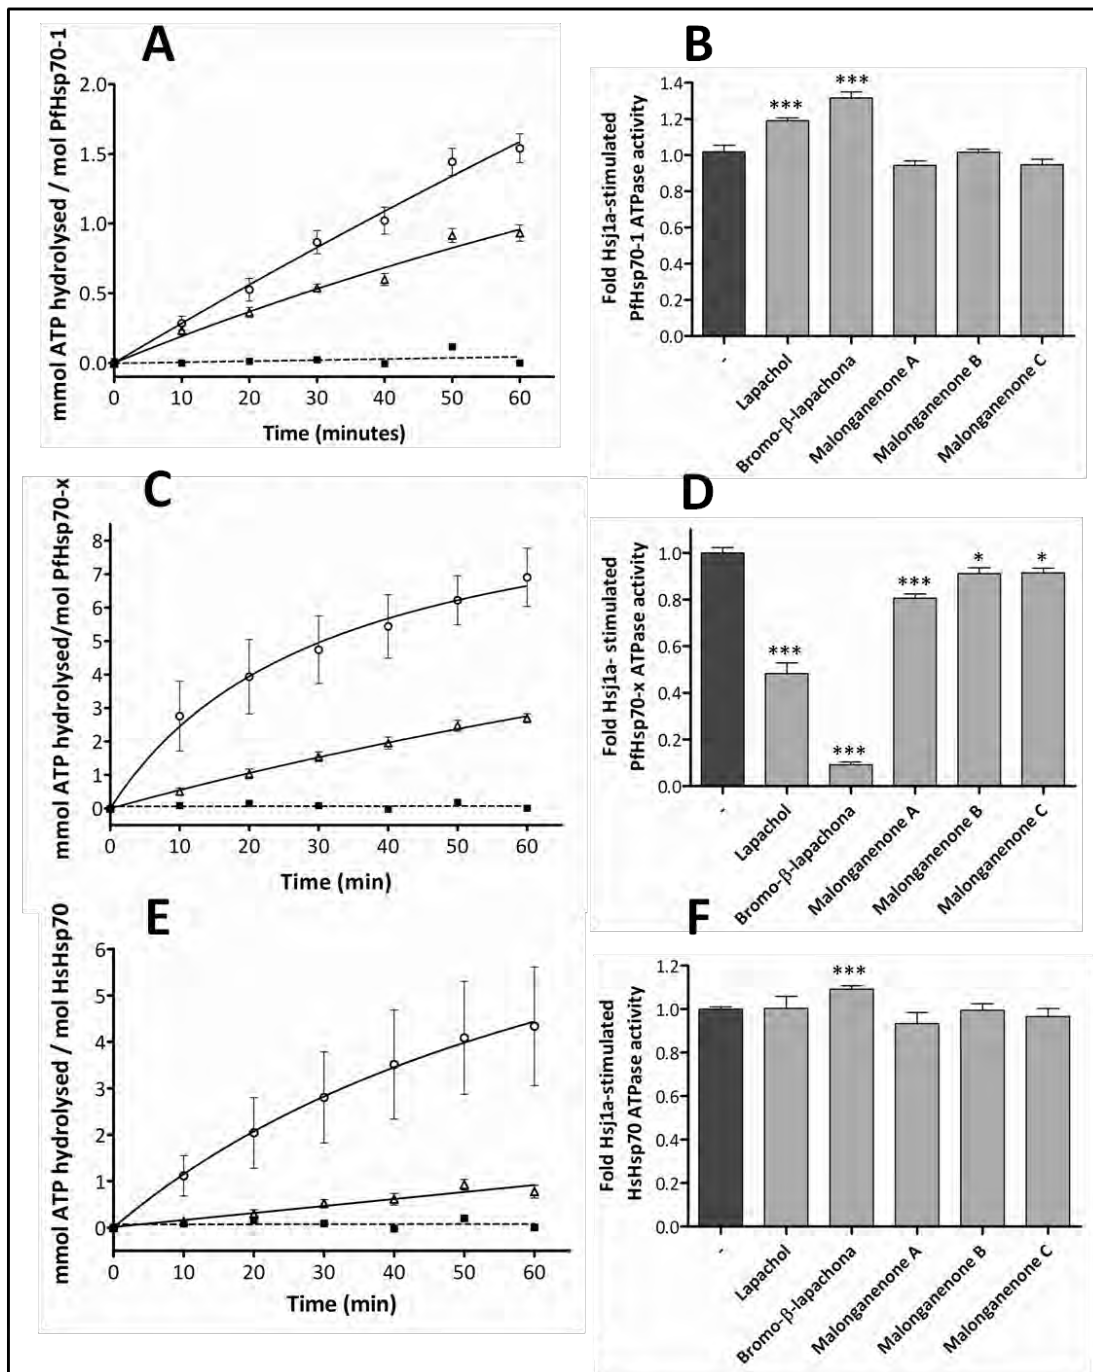 A
mmol ATP hydrolysed / mol PfHsp70-1
2.0
1.5
1.0
0.5
0.0
0 10 20 30 40 50 60
Time (minutes)
B
Fold Hsj1a-stimulated
PfHsp70-1 ATPase activity
1.4
1.2
1.0
0.8
0.6
0.4
0.2
0.0
***
***
-
Lapachol
Bromo-β-lapachona
Malonganenone A
Malonganenone B
Malonganenone C
C
mmol ATP hydrolysed/mol PfHsp70-x
8
7
6
5
4
3
2
1
0
0 10 20 30 40 50 60
Time (min)
D
Fold Hsj1a- stimulated
PfHsp70-x ATPase activity
1.0
0.8
0.6
0.4
0.2
0.0
***
***
***
*
*
-
Lapachol
Bromo-β-lapachona
Malonganenone A
Malonganenone B
Malonganenone C
E
mmol ATP hydrolysed / mol HsHsp70
6
5
4
3
2
1
0
0 10 20 30 40 50 60
Time (min)
F
Fold Hsj1a-stimulated
HsHsp70 ATPase activity
1.2
1.0
0.8
0.6
0.4
0.2
0.0
***
-
Lapachol
Bromo-β-lapachona
Malonganenone A
Malonganenone B
Malonganenone C